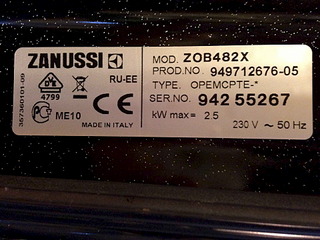 ZANUSSI
MOD. ZOB482X
PROD.NO. 949712676-05
TYPE. OPEMCPTE-*
SER.NO. 942 55267
kW max = 2.5
230 V ~ 50 Hz
RU-EE
4799
CE
ME10
MADE IN ITALY
357360101-09